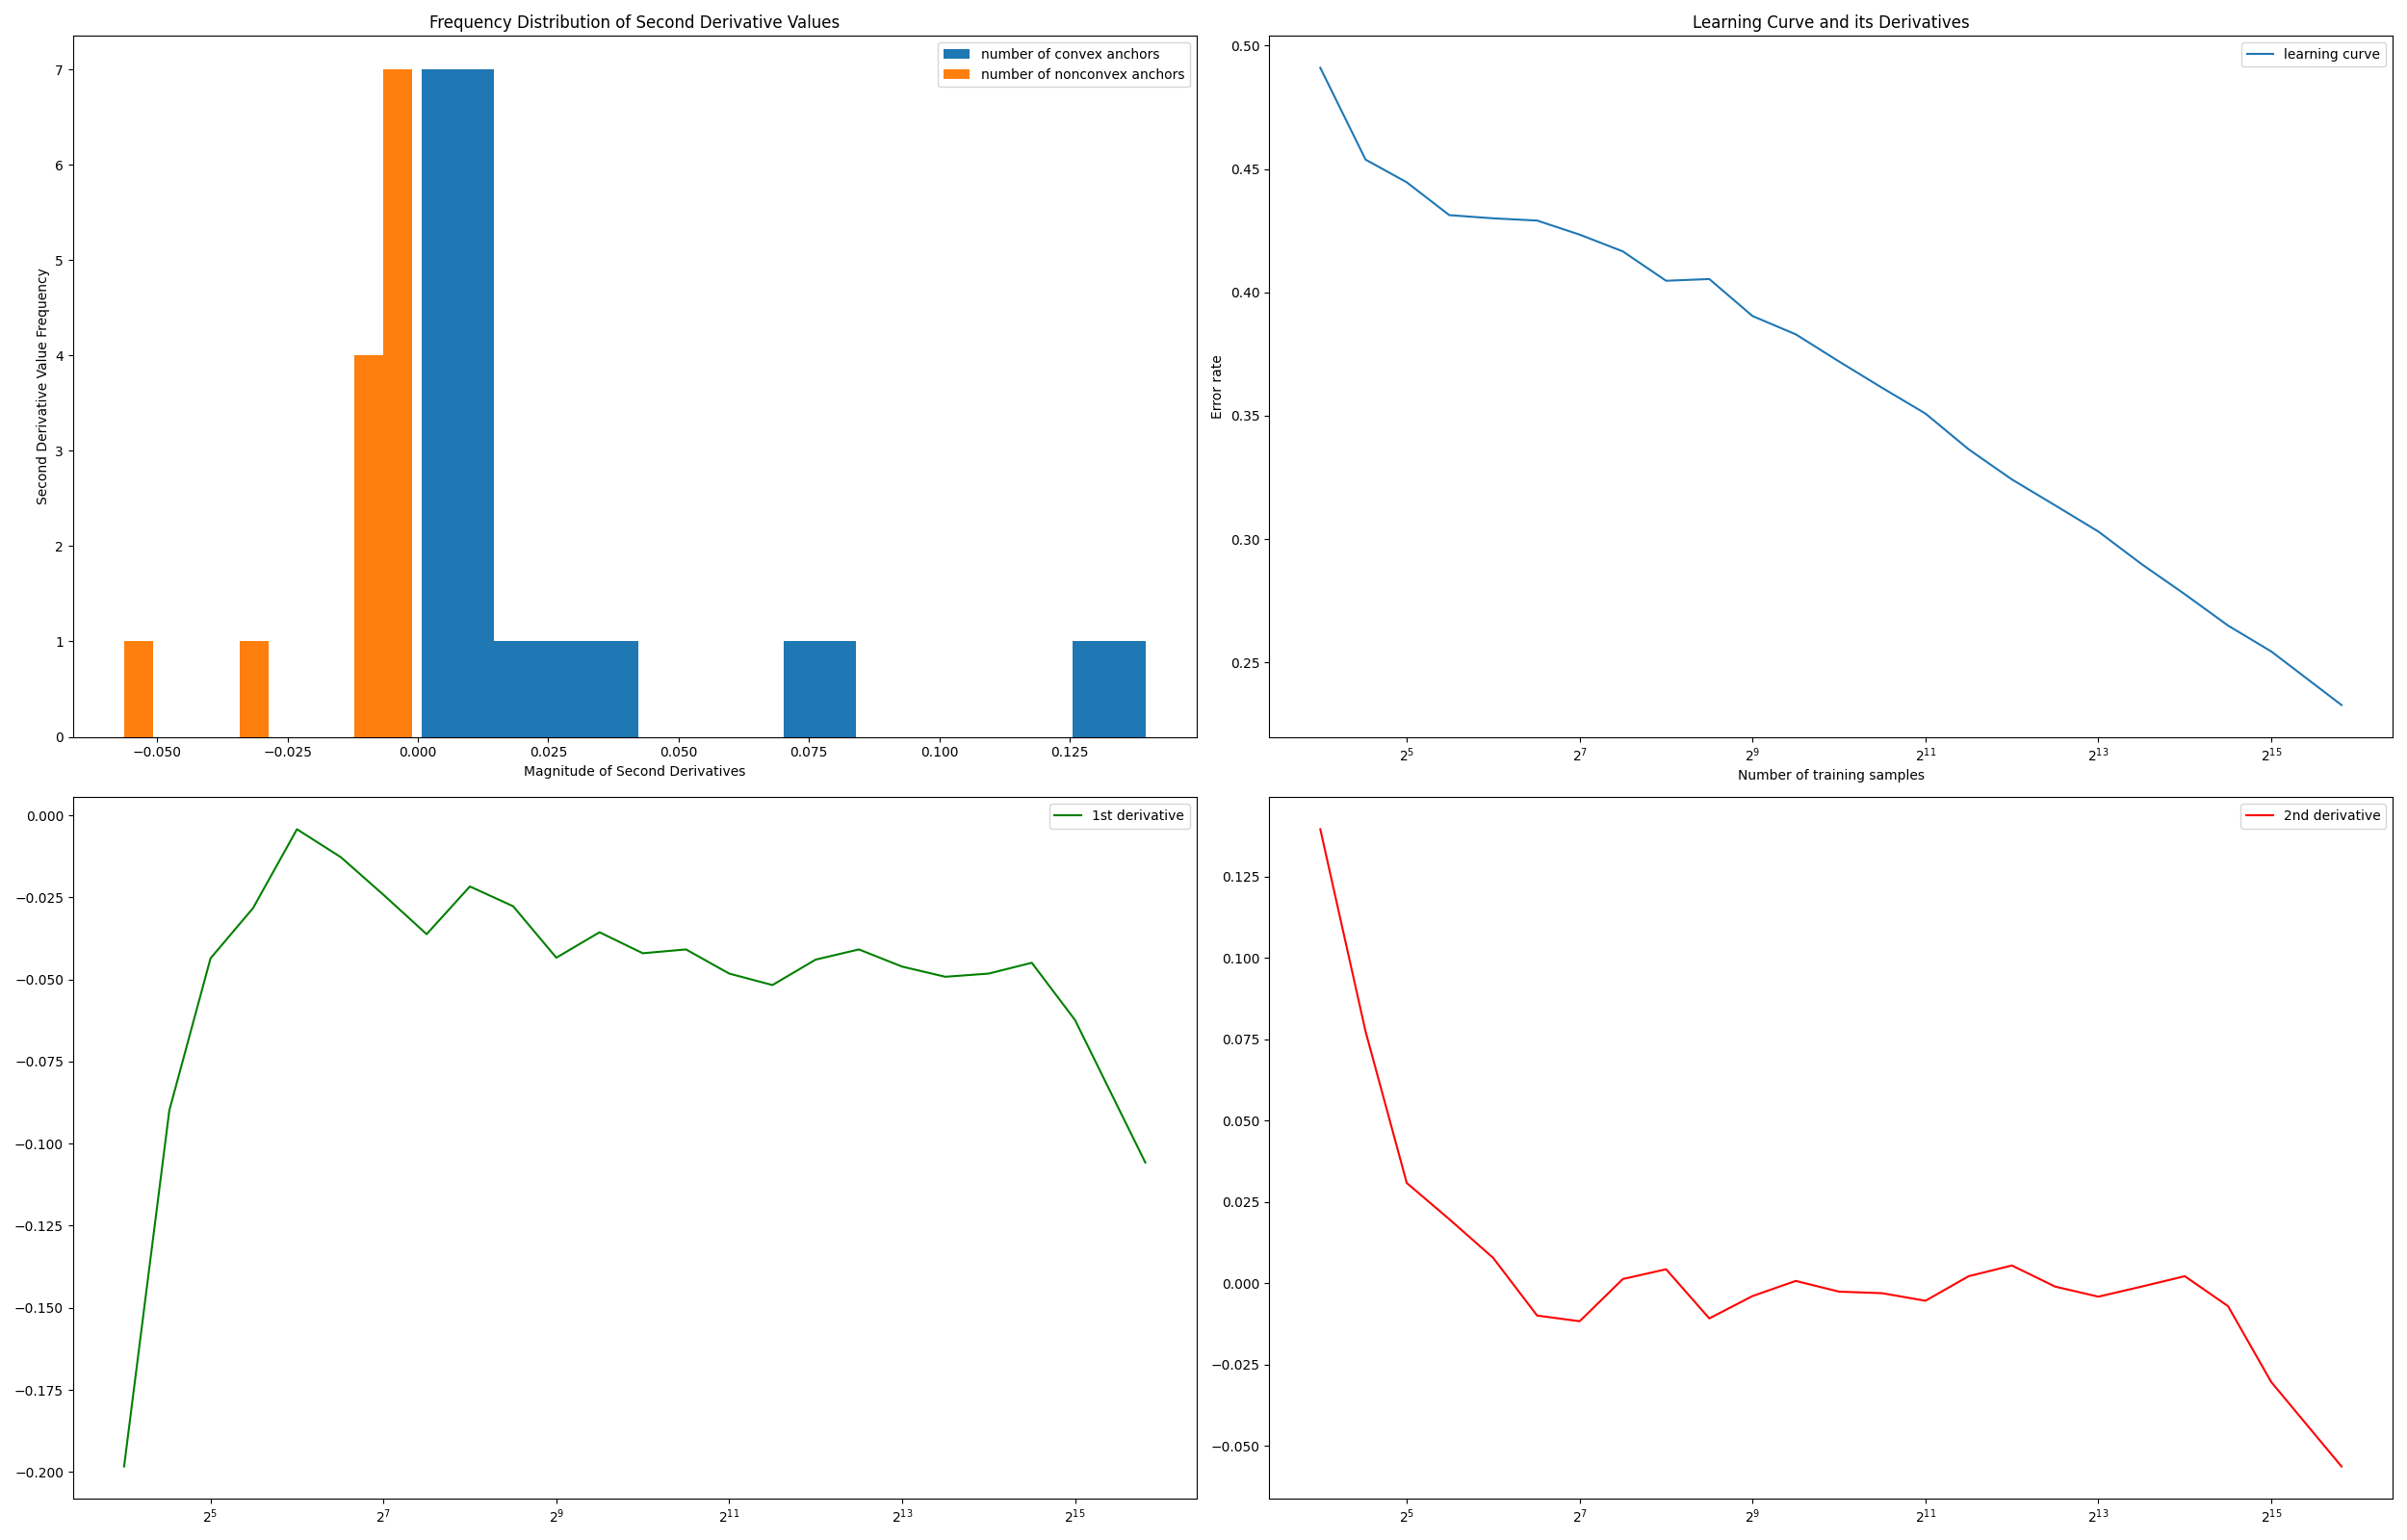 Frequency Distribution of Second Derivative Values
number of convex anchors
number of nonconvex anchors
Second Derivative Value Frequency
7
6
5
4
3
2
1
0
−0.050 −0.025 0.000 0.025 0.050 0.075 0.100 0.125
Magnitude of Second Derivatives
Learning Curve and its Derivatives
learning curve
Error rate
0.50
0.45
0.40
0.35
0.30
0.25
2^5 2^7 2^9 2^11 2^13 2^15
Number of training samples
1st derivative
0.000
−0.025
−0.050
−0.075
−0.100
−0.125
−0.150
−0.175
−0.200
2^5 2^7 2^9 2^11 2^13 2^15
2nd derivative
0.125
0.100
0.075
0.050
0.025
0.000
−0.025
−0.050
2^5 2^7 2^9 2^11 2^13 2^15